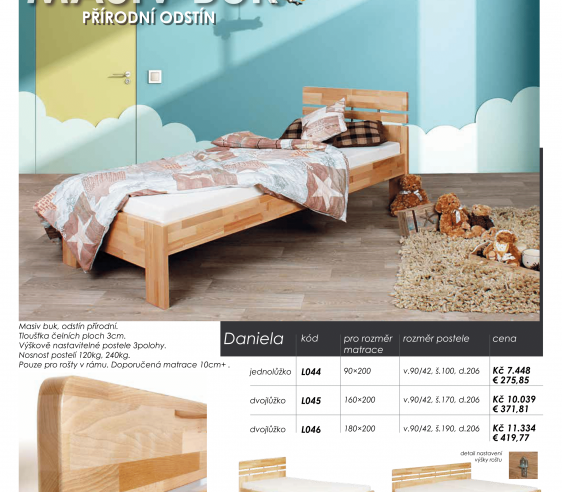 MASIV BUK
PŘÍRODNÍ ODSTÍN
Masiv buk, odstín přírodní.
Tloušťka čelních ploch 3cm.
Výškově nastavitelné postele 3polohy.
Nosnost postelí 120kg, 240kg.
Pouze pro rošty v rámu. Doporučená matrace 10cm+ .
Daniela kód pro rozměr matrace rozměr postele cena
jednolůžko L044 90×200 v.90/42, š.100, d.206 Kč 7.448
€ 275,85
dvojlůžko L045 160×200 v.90/42, š.170, d.206 Kč 10.039
€ 371,81
dvojlůžko L046 180×200 v.90/42, š.190, d.206 Kč 11.334
€ 419,77
detail nastavení
výšky roštu